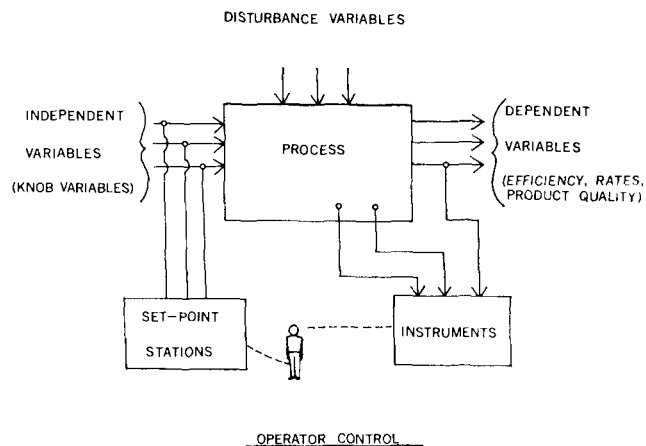 DISTURBANCE VARIABLES
INDEPENDENT
VARIABLES
(KNOB VARIABLES)
PROCESS
DEPENDENT
VARIABLES
(EFFICIENCY, RATES,
PRODUCT QUALITY)
SET-POINT
STATIONS
INSTRUMENTS
OPERATOR CONTROL